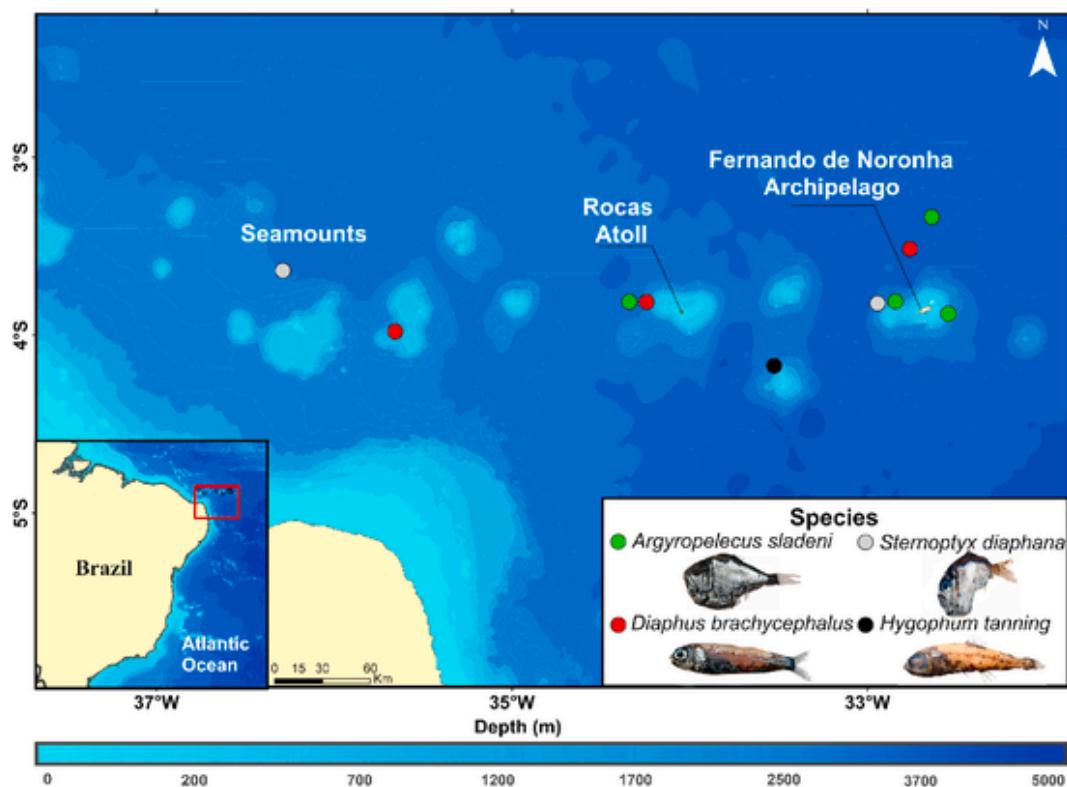 N
3°S
Fernando de Noronha
Archipelago
Rocas
Atoll
Seamounts
4°S
5°S
Brazil
Atlantic
Ocean
0 15 30 60
Km
Species
Argyropelecus sladeni
Sternoptyx diaphana
Diaphus brachycephalus
Hygophum tanning
37°W 35°W 33°W
Depth (m)
0 200 700 1200 1700 2500 3700 5000